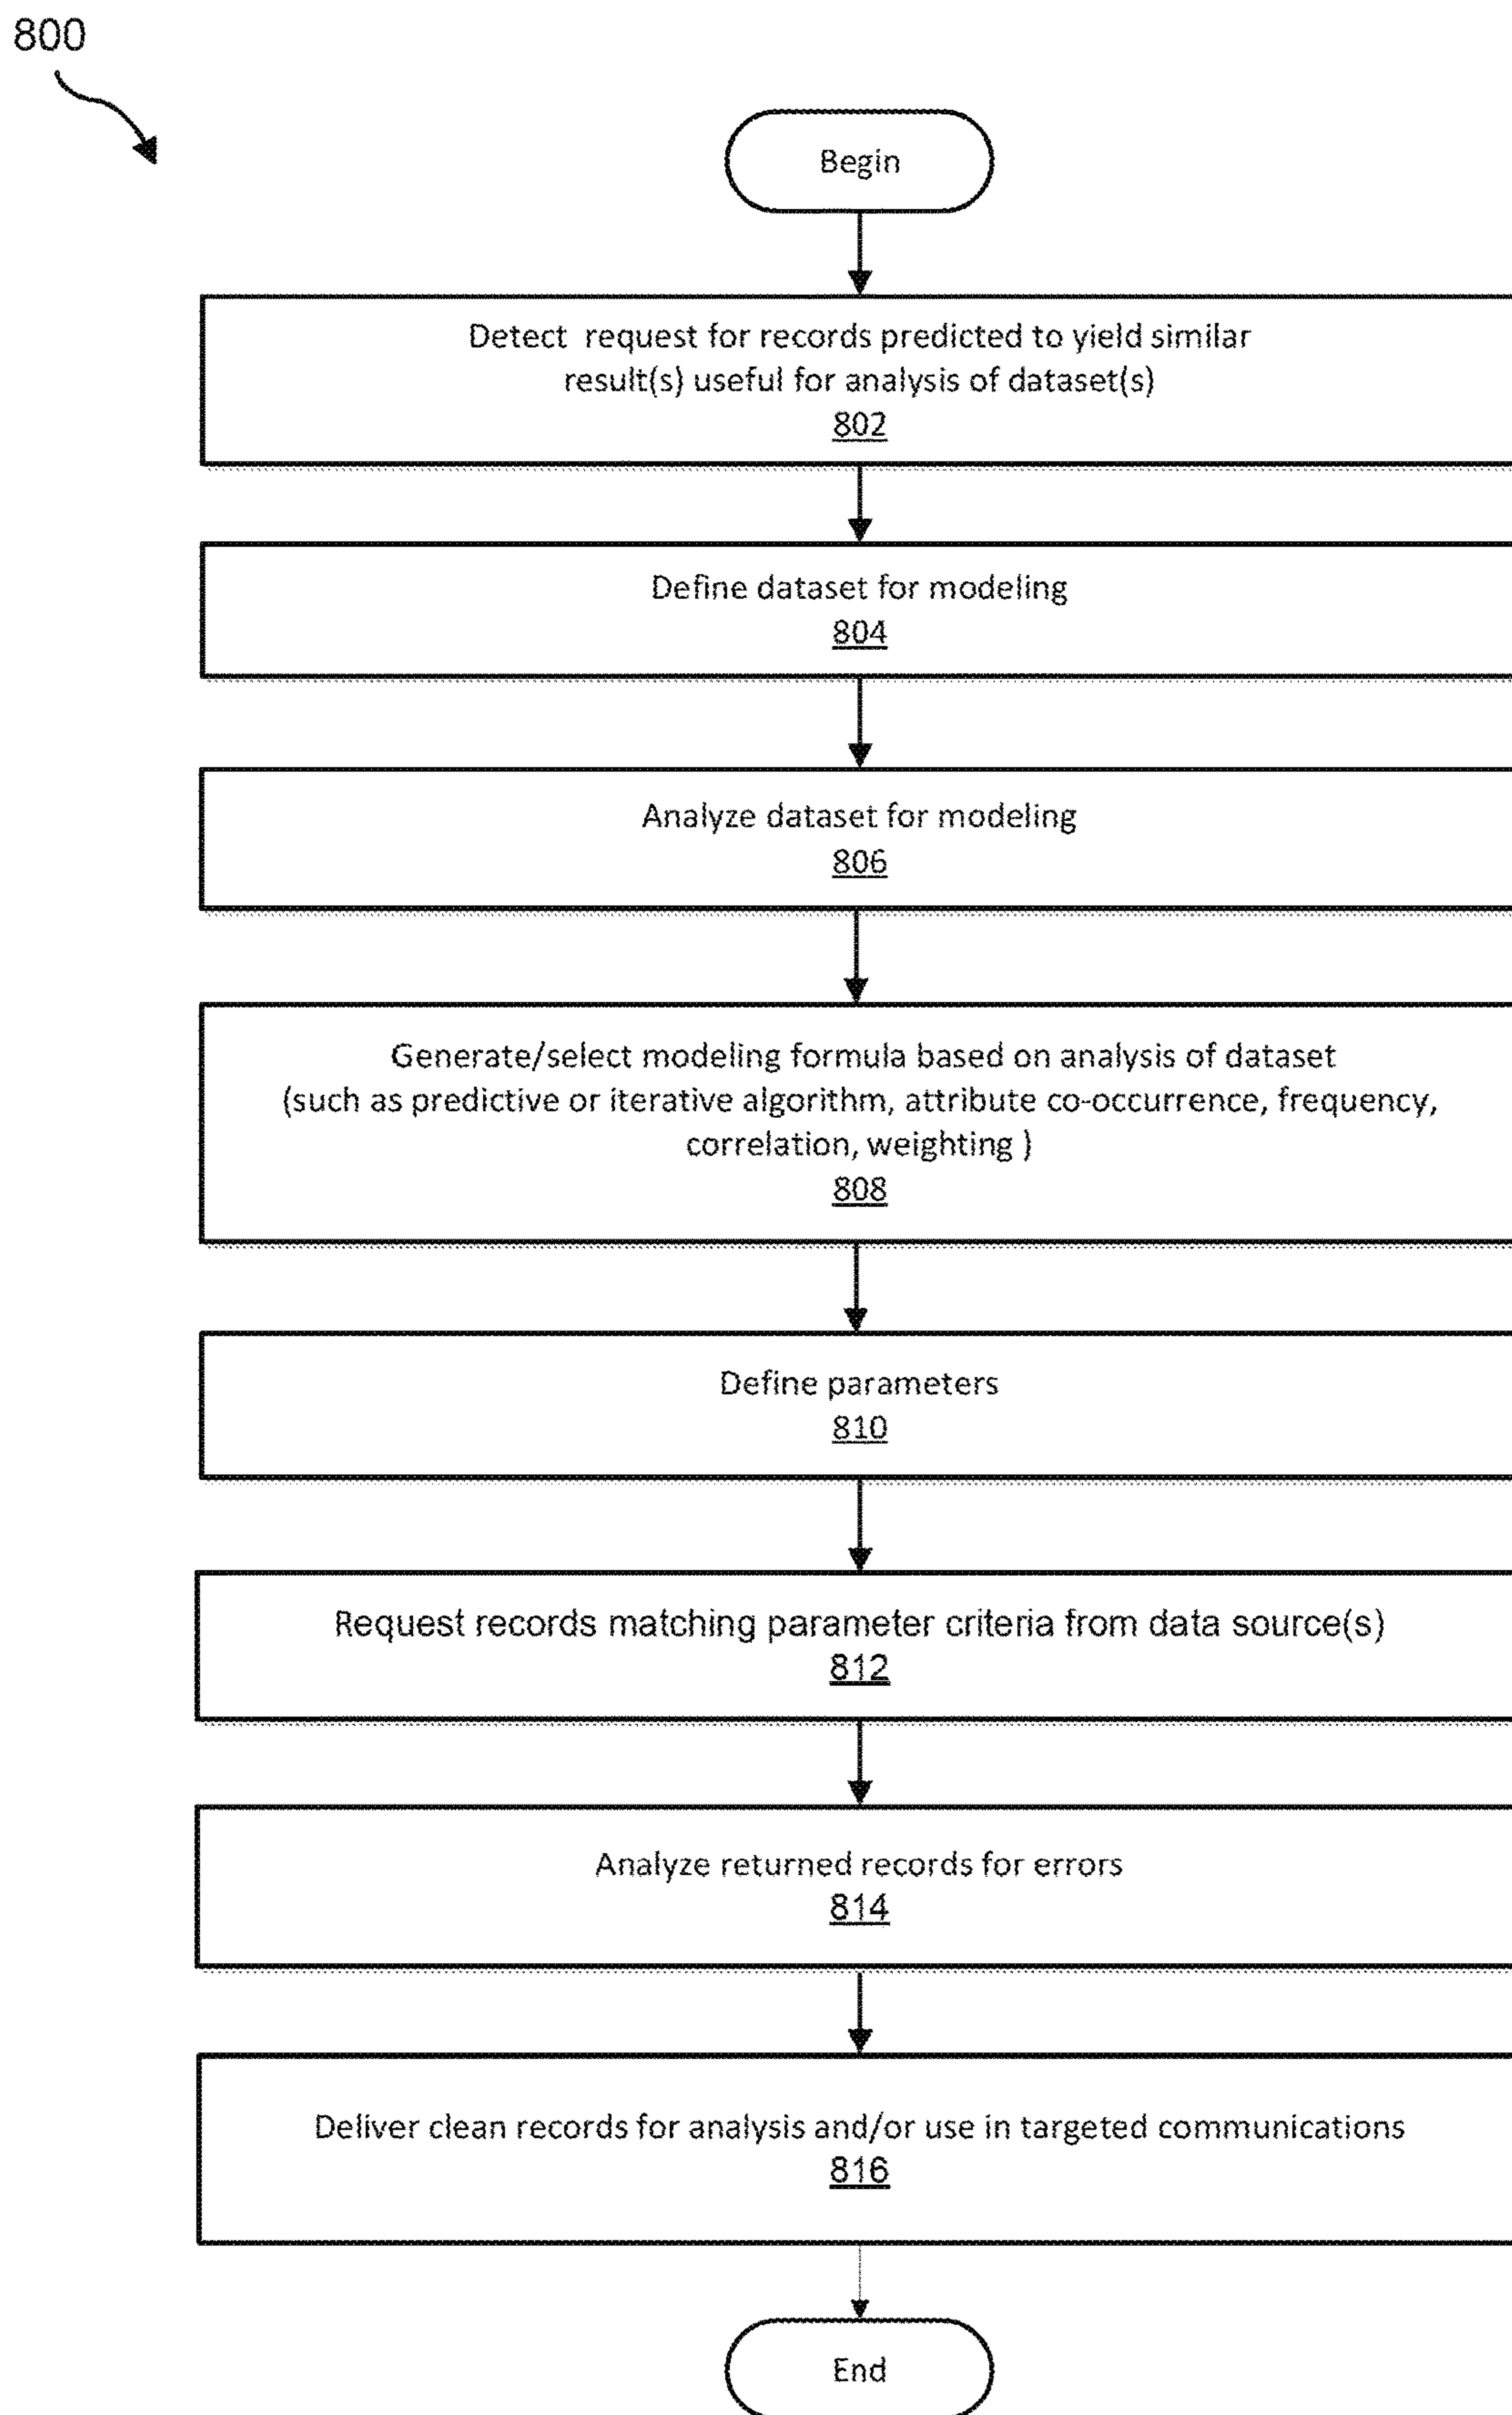 800
Begin
Detect request for records predicted to yield similar
result(s) useful for analysis of dataset(s)
802
Define dataset for modeling
804
Analyze dataset for modeling
806
Generate/select modeling formula based on analysis of dataset
(such as predictive or iterative algorithm, attribute co-occurrence, frequency,
correlation, weighting )
808
Define parameters
810
Request records matching parameter criteria from data source(s)
812
Analyze returned records for errors
814
Deliver clean records for analysis and/or use in targeted communications
816
End